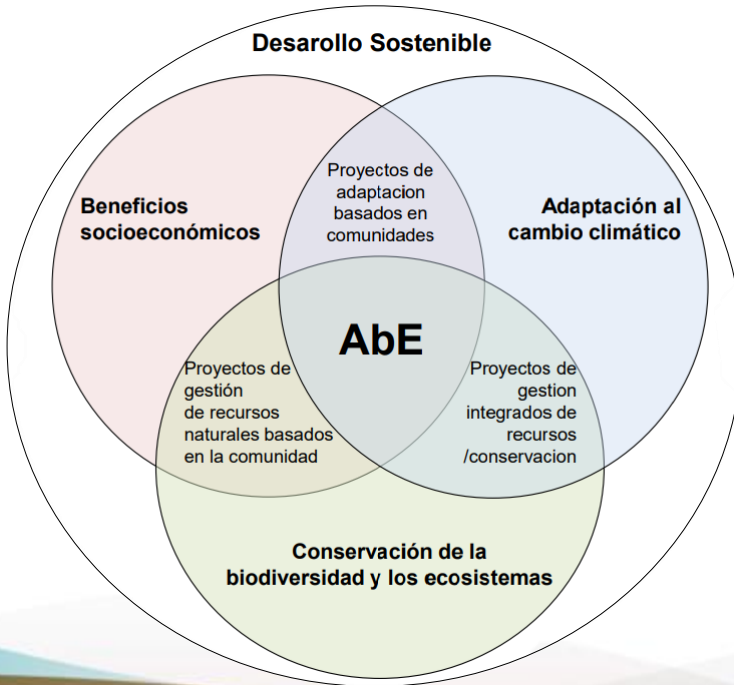 Desarollo Sostenible
Proyectos de
adaptacion
basados en
comunidades
Beneficios
socioeconómicos
Adaptación al
cambio climático
AbE
Proyectos de
gestión
de recursos
naturales basados
en la comunidad
Proyectos de
gestion
integrados de
recursos
/conservacion
Conservación de la
biodiversidad y los ecosistemas